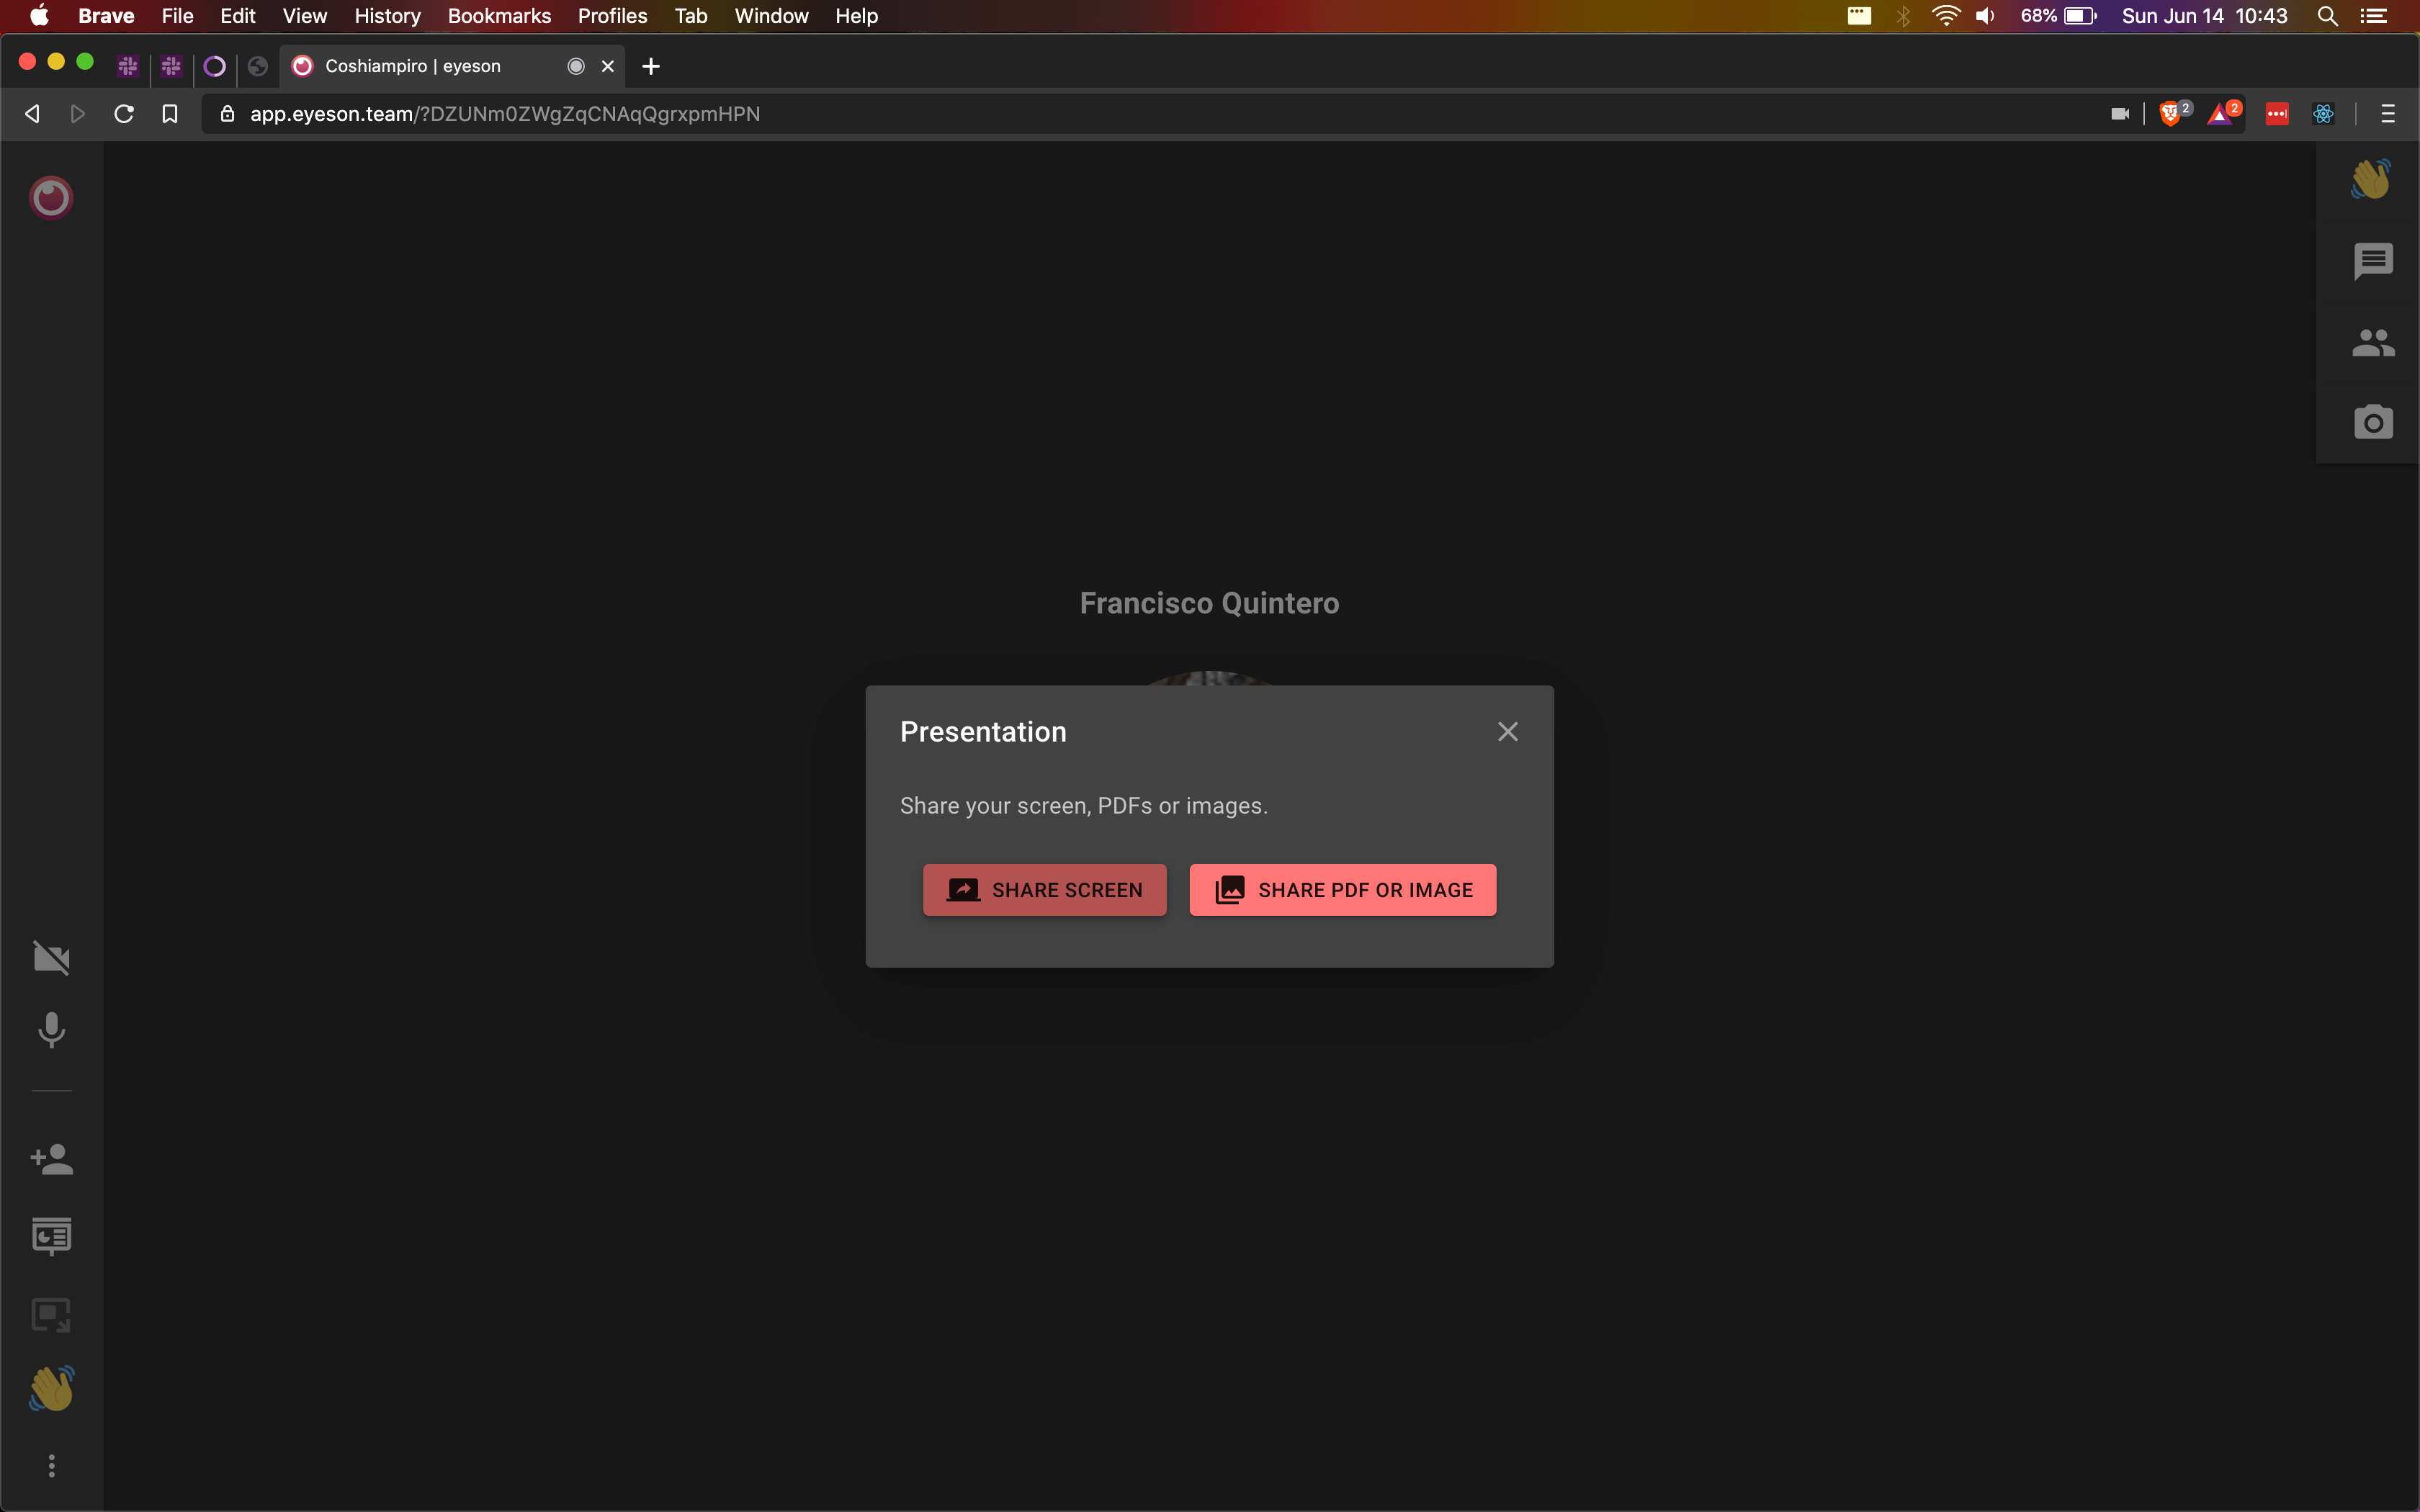 Brave File Edit View History Bookmarks Profiles Tab Window Help 68% Sun Jun 14 10:43
Coshiampiro | eyeson
app.eyeson.team/?DZUNm0ZWgZqCNAqQgrxpmHPN 2 2
Francisco Quintero
Presentation
Share your screen, PDFs or images.
SHARE SCREEN SHARE PDF OR IMAGE